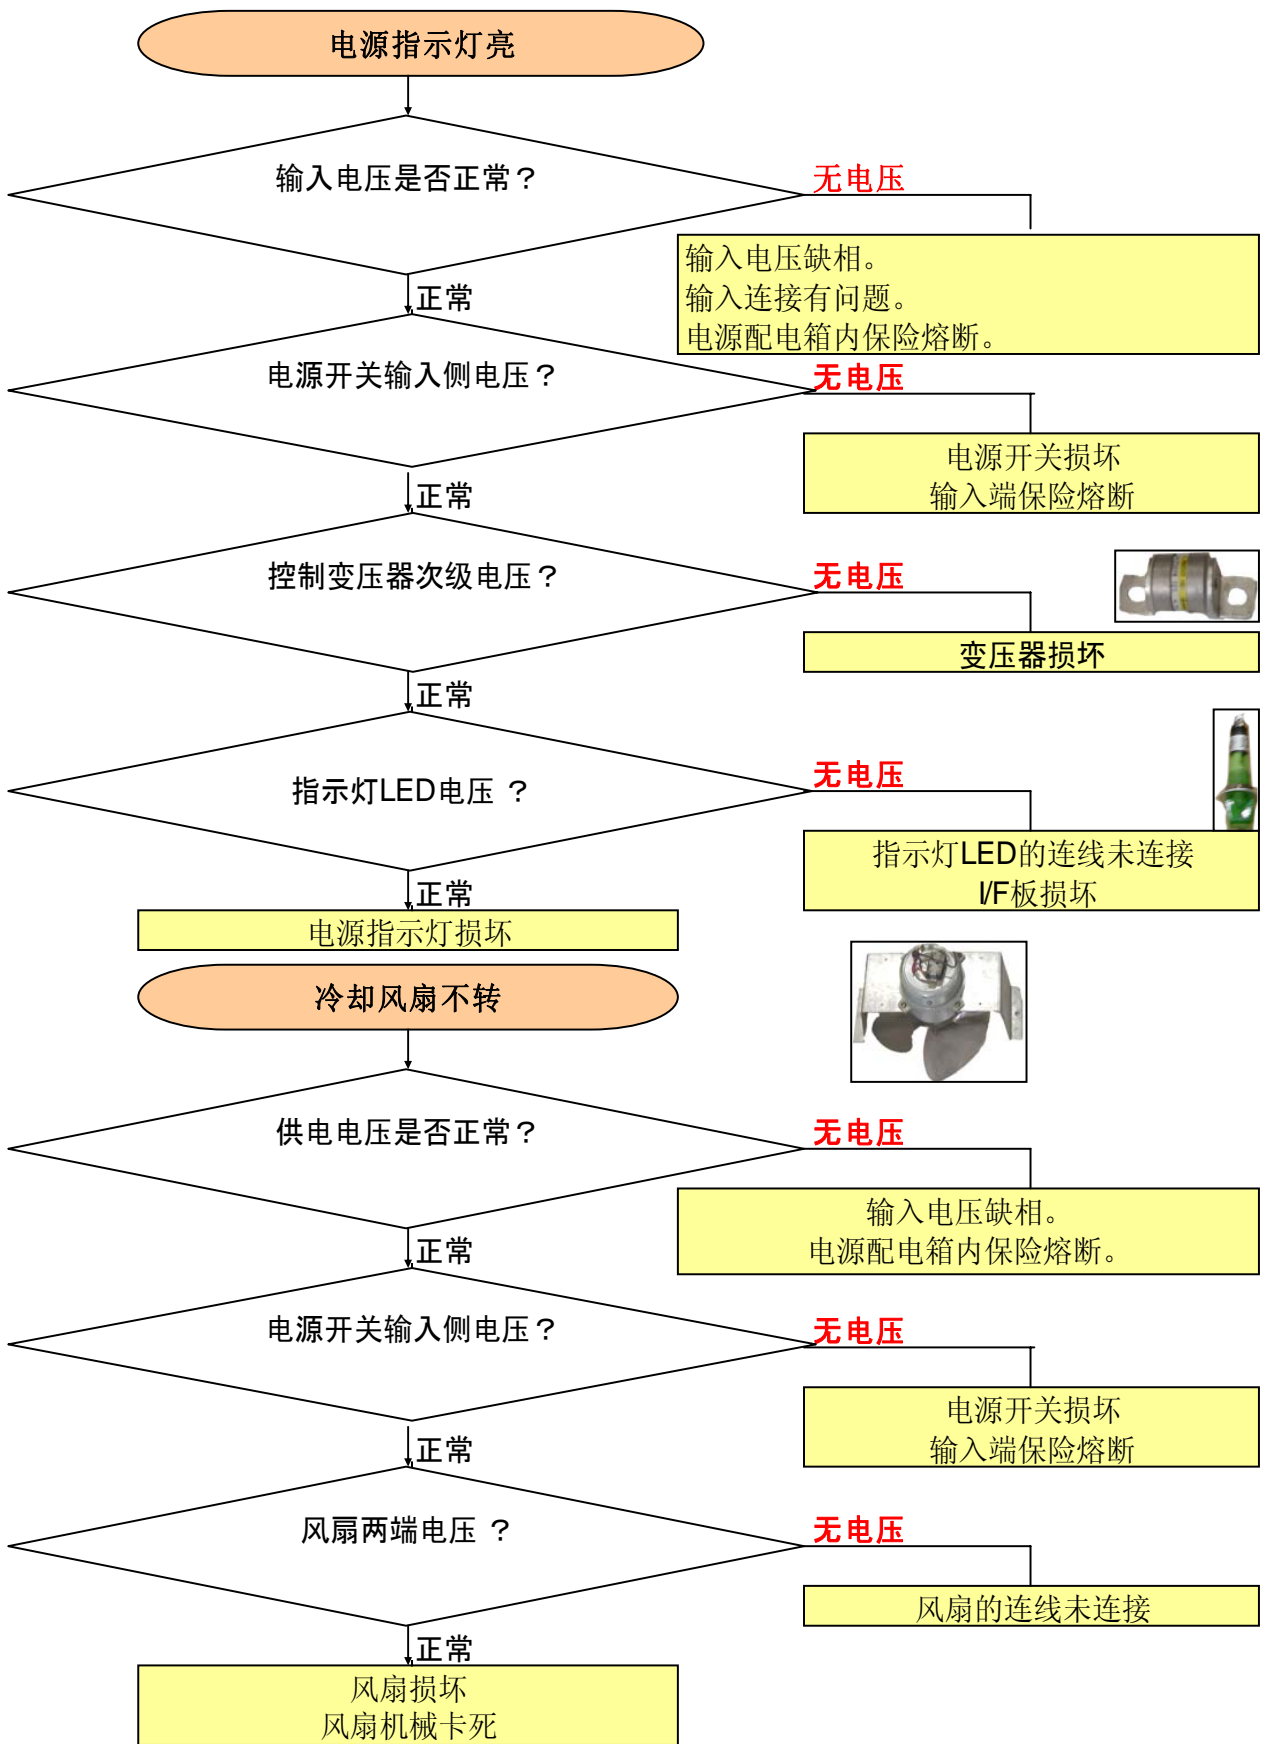 电源指示灯亮
输入电压是否正常？
无电压
输入电压缺相。
输入连接有问题。
电源配电箱内保险熔断。
正常
电源开关输入侧电压？
无电压
电源开关损坏
输入端保险熔断
正常
控制变压器次级电压？
无电压
变压器损坏
正常
指示灯LED电压 ？
无电压
指示灯LED的连线未连接
I/F板损坏
正常
电源指示灯损坏
冷却风扇不转
供电电压是否正常？
无电压
输入电压缺相。
电源配电箱内保险熔断。
正常
电源开关输入侧电压？
无电压
电源开关损坏
输入端保险熔断
正常
风扇两端电压 ？
无电压
风扇的连线未连接
正常
风扇损坏
风扇机械卡死